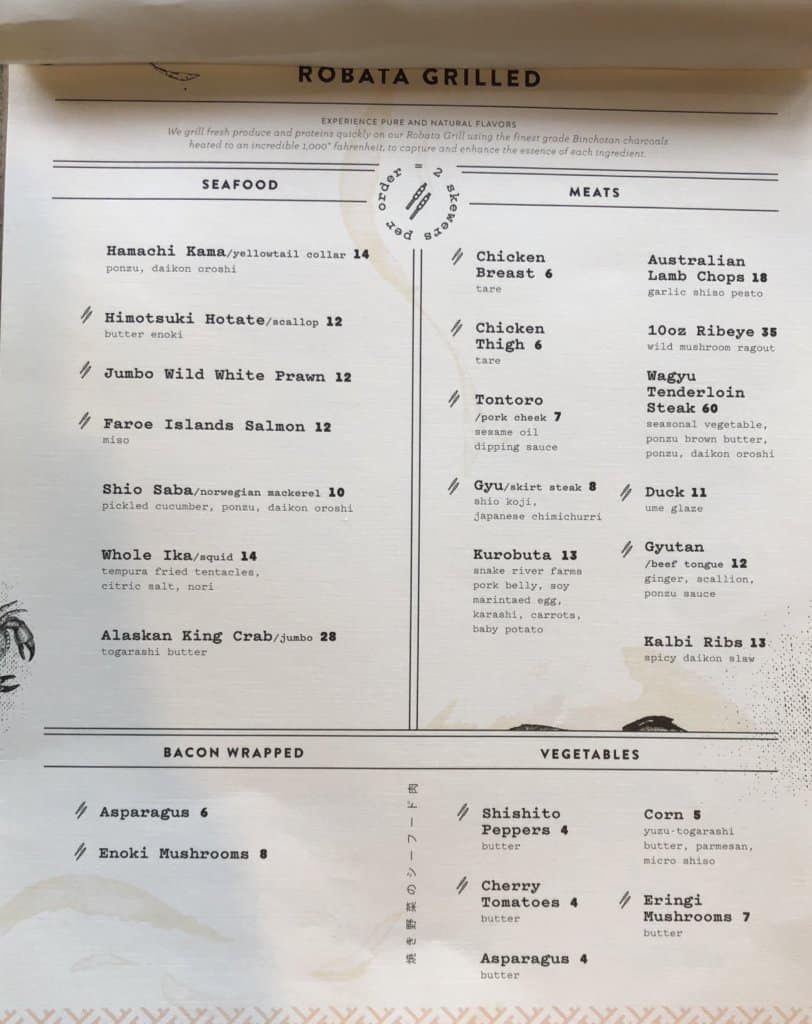 ROBATA GRILLED
EXPERIENCE PURE AND NATURAL FLAVORS
We grill fresh produce and proteins quickly on our Robata Grill using the finest grade Binchotan charcoals
heated to an incredible 1,000° fahrenheit, to capture and enhance the essence of each ingredient.
= 2 skewers per order
SEAFOOD
Hamachi Kama/yellowtail collar 14
ponzu, daikon oroshi
Himotsuki Hotate/scallop 12
butter enoki
Jumbo Wild White Prawn 12
Faroe Islands Salmon 12
miso
Shio Saba/norwegian mackerel 10
pickled cucumber, ponzu, daikon oroshi
Whole Ika/squid 14
tempura fried tentacles,
citric salt, nori
Alaskan King Crab/jumbo 28
togarashi butter
MEATS
Chicken
Breast 6
tare
Chicken
Thigh 6
tare
Tontoro
/pork cheek 7
sesame oil
dipping sauce
Gyu/skirt steak 8
shio koji,
japanese chimichurri
Kurobuta 13
snake river farms
pork belly, soy
marintaed egg,
karashi, carrots,
baby potato
Australian
Lamb Chops 18
garlic shiso pesto
10oz Ribeye 35
wild mushroom ragout
Wagyu
Tenderloin
Steak 60
seasonal vegetable,
ponzu brown butter,
ponzu, daikon oroshi
Duck 11
ume glaze
Gyutan
/beef tongue 12
ginger, scallion,
ponzu sauce
Kalbi Ribs 13
spicy daikon slaw
BACON WRAPPED
Asparagus 6
Enoki Mushrooms 8
焼き野菜のシーフード肉
VEGETABLES
Shishito
Peppers 4
butter
Cherry
Tomatoes 4
butter
Asparagus 4
butter
Corn 5
yuzu-togarashi
butter, parmesan,
micro shiso
Eringi
Mushrooms 7
butter